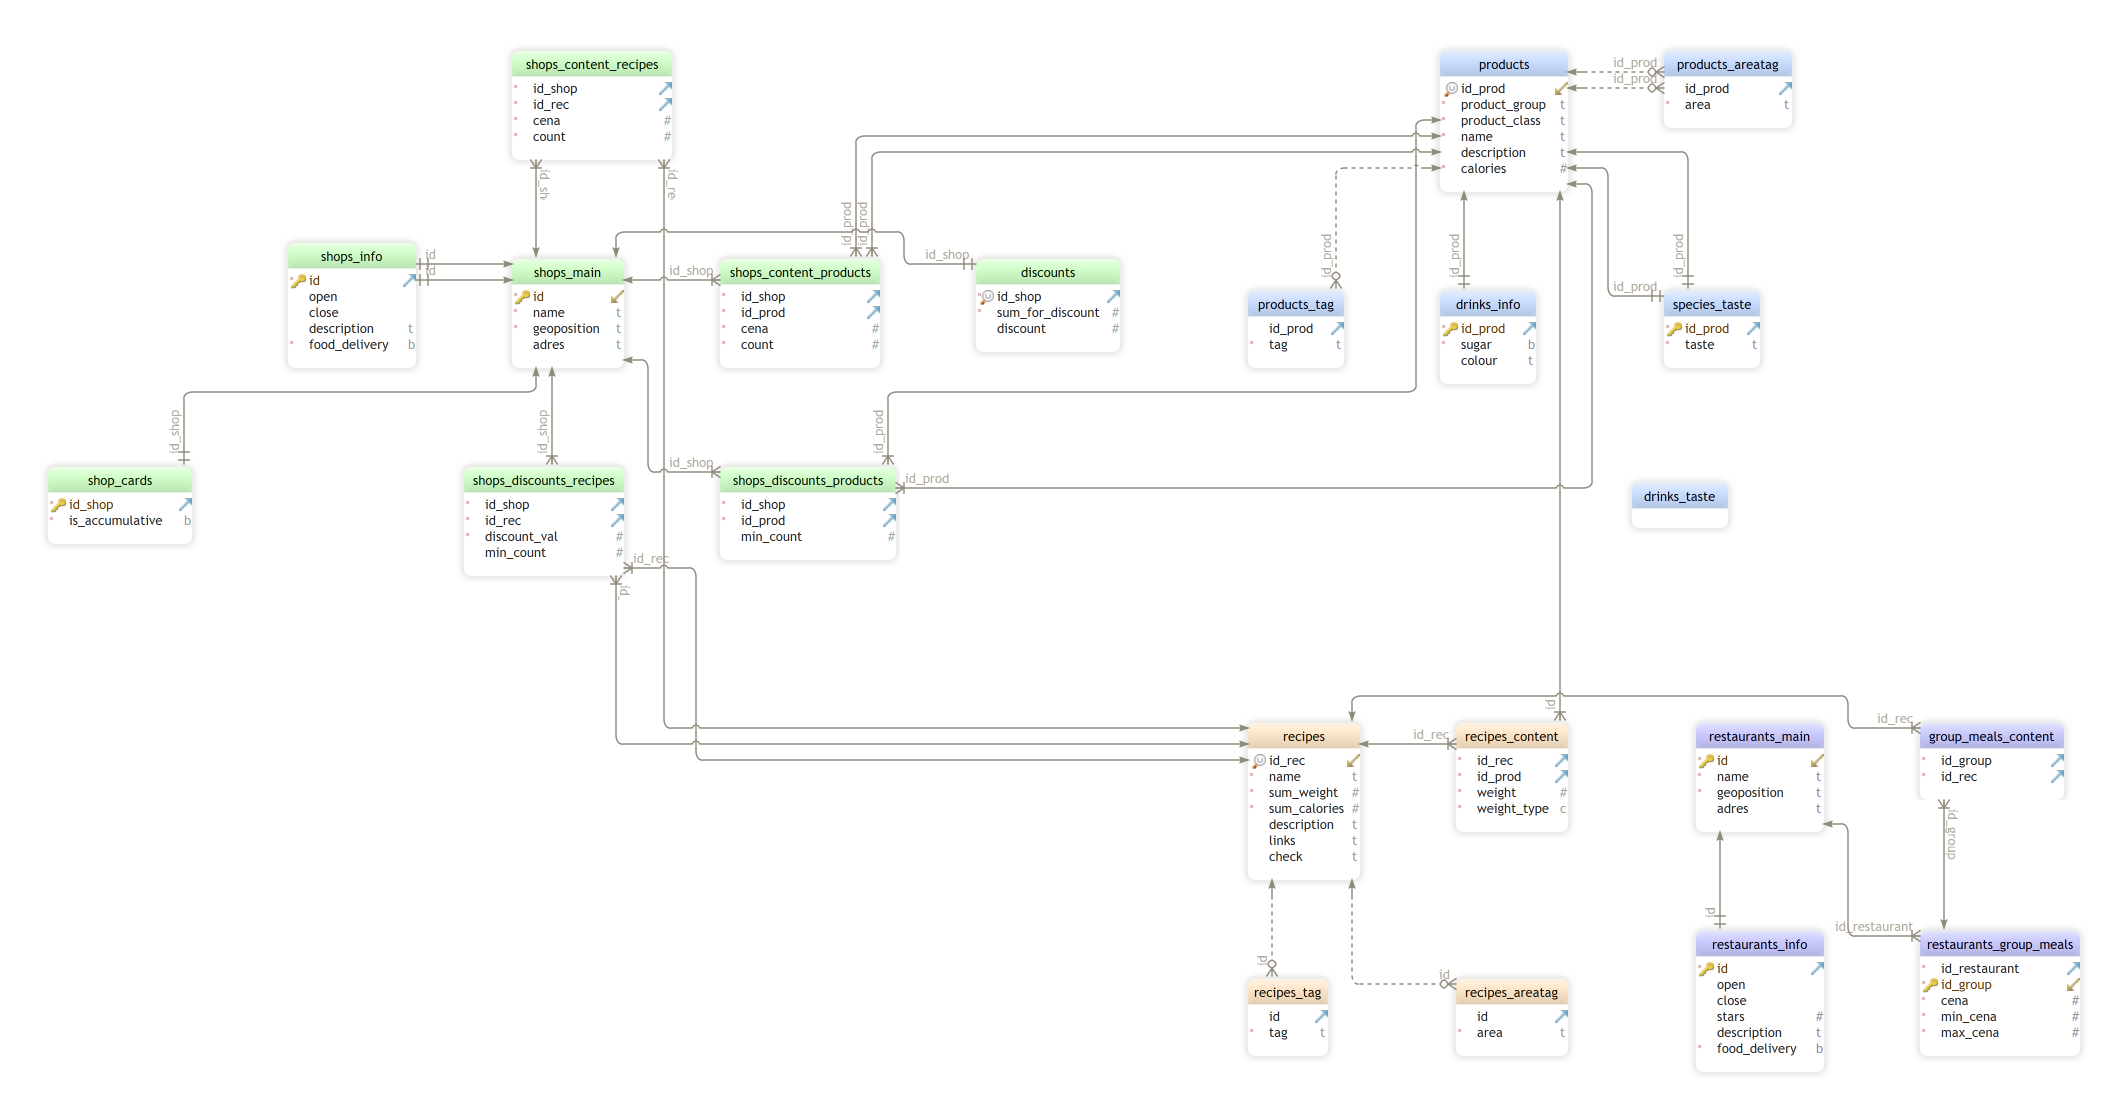 shops_content_recipes
id_shop
id_rec
cena #
count #
id_sh
id_re
products
id_prod
product_group t
product_class t
name t
description t
calories #
id_prod
id_prod
products_areatag
id_prod
area t
shops_info
id
open
close
description t
food_delivery b
id
id
shops_main
id
name t
geoposition t
adres t
id_shop
id_prod
id_prod
shops_content_products
id_shop
id_prod
cena #
count #
id_shop
discounts
id_shop
sum_for_discount #
discount #
id_prod
products_tag
id_prod
tag t
id_prod
drinks_info
id_prod
sugar b
colour t
id_prod
id_prod
species_taste
id_prod
taste t
id_shop
shop_cards
id_shop
is_accumulative b
id_shop
shops_discounts_recipes
id_shop
id_rec
discount_val #
min_count #
id_rec
id_
id_shop
id_prod
shops_discounts_products
id_shop
id_prod
min_count #
id_prod
drinks_taste
recipes
id_rec
name t
sum_weight #
sum_calories #
description t
links t
check t
id_rec
id
recipes_content
id_rec
id_prod
weight #
weight_type c
restaurants_main
id
name t
geoposition t
adres t
id_rec
group_meals_content
id_group
id_rec
id_group
id
recipes_tag
id
tag t
id
recipes_areatag
id
area t
id
restaurants_info
id
open
close
stars #
description t
food_delivery b
id_restaurant
restaurants_group_meals
id_restaurant
id_group
cena #
min_cena #
max_cena #